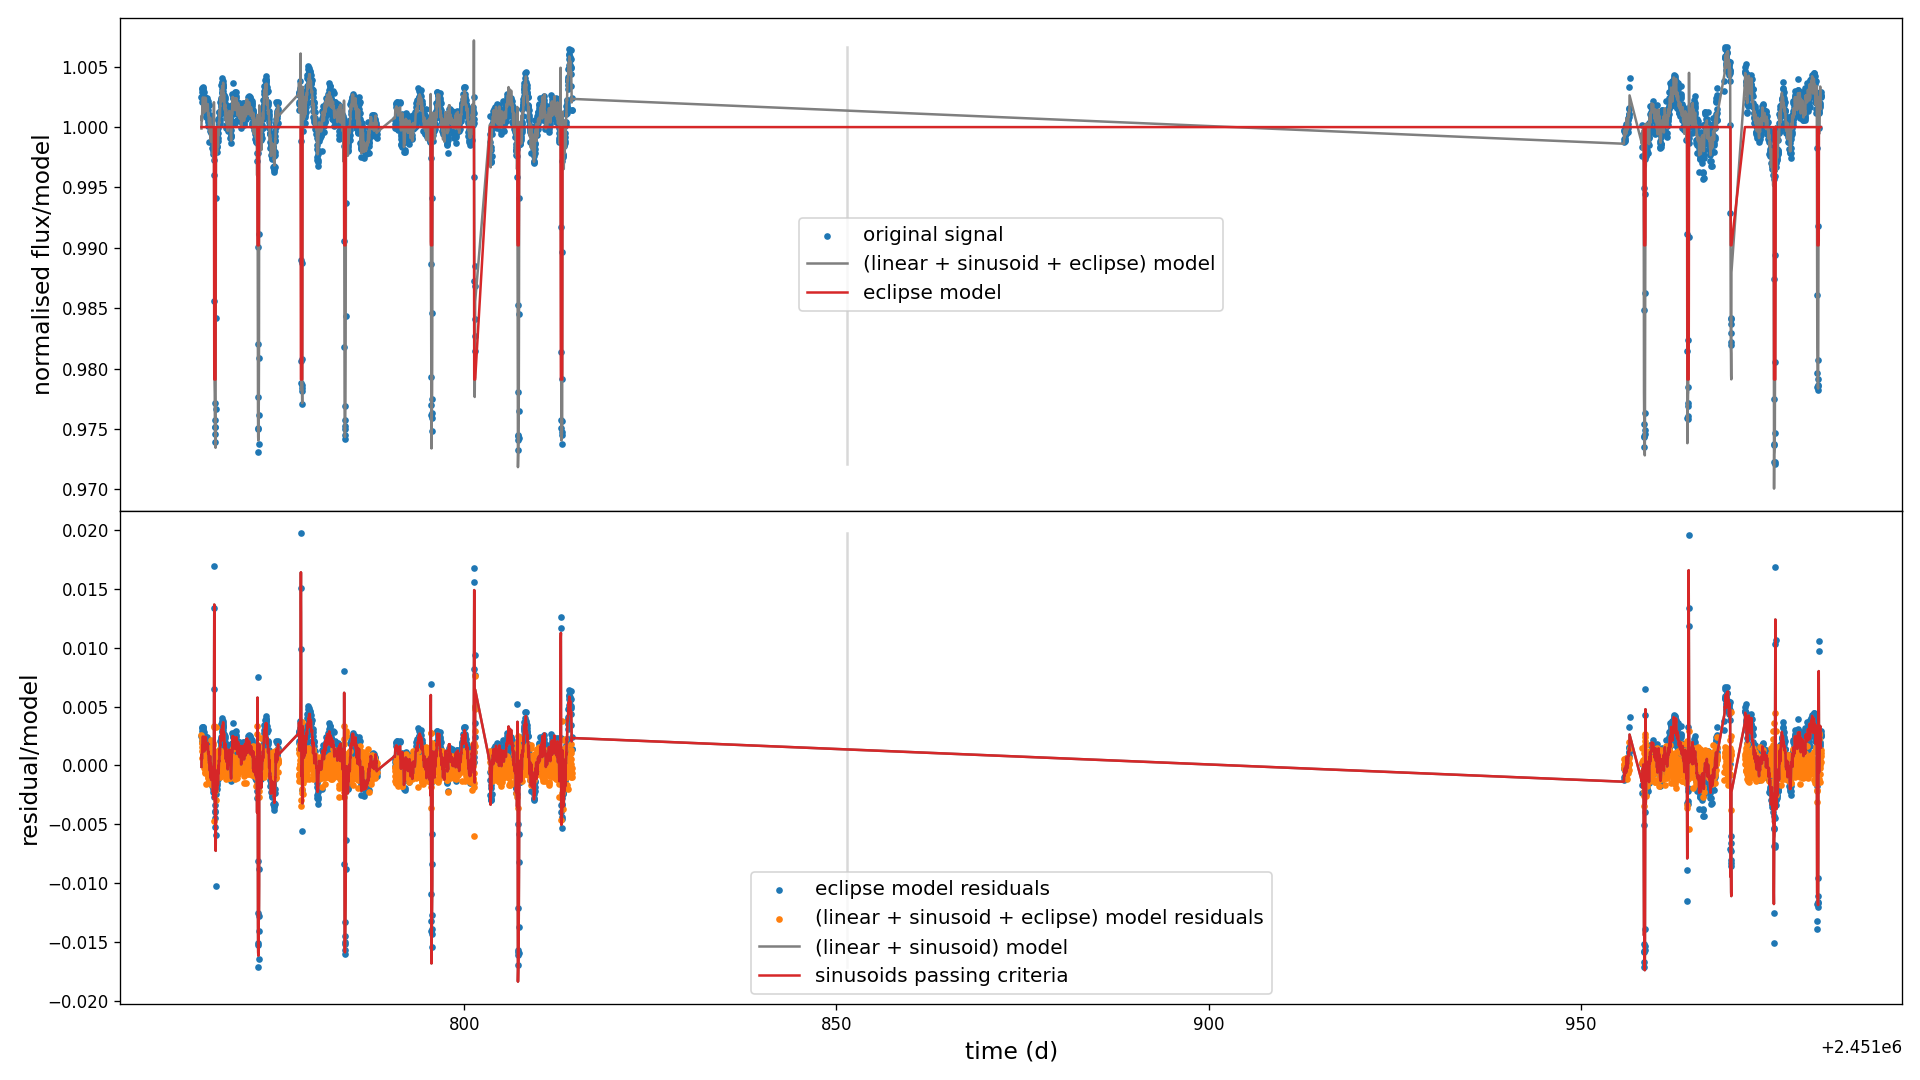 normalised flux/model
1.005
1.000
0.995
0.990
0.985
0.980
0.975
0.970
original signal
(linear + sinusoid + eclipse) model
eclipse model
residual/model
0.020
0.015
0.010
0.005
0.000
−0.005
−0.010
−0.015
−0.020
eclipse model residuals
(linear + sinusoid + eclipse) model residuals
(linear + sinusoid) model
sinusoids passing criteria
800
850
900
950
time (d)
+2.451e6